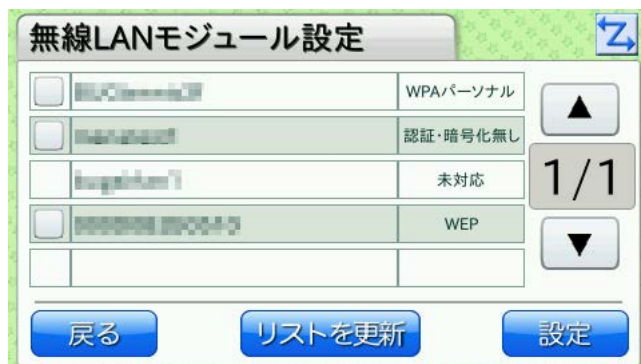 無線LANモジュール設定
Z
WPAパーソナル
認証・暗号化無し
未対応
WEP
1/1
戻る
リストを更新
設定